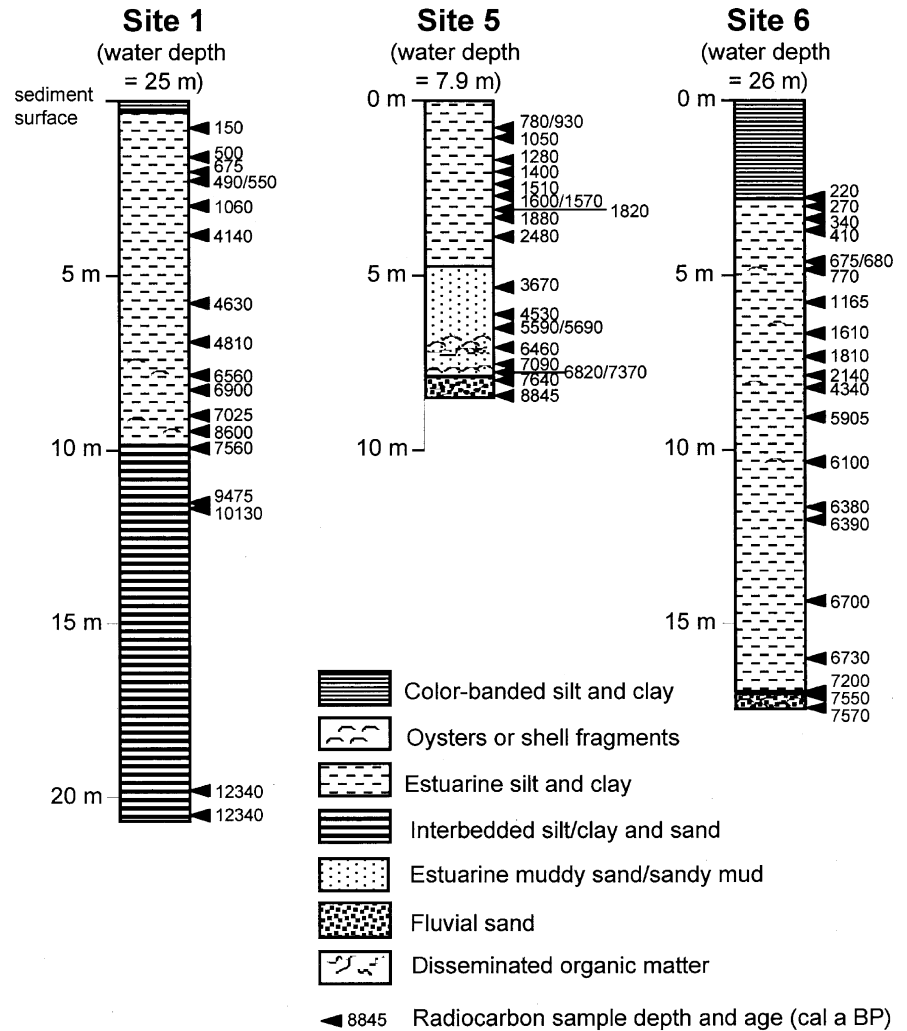 Site 1
(water depth
= 25 m)
sediment
surface
150
500
675
490/550
1060
4140
5 m
4630
4810
6560
6900
7025
8600
10 m
7560
9475
10130
15 m
20 m
12340
12340
Site 5
(water depth
= 7.9 m)
0 m
780/930
1050
1280
1400
1510
1600/1570
1820
1880
2480
5 m
3670
4530
5590/5690
6460
7090
6820/7370
7640
8845
10 m
Site 6
(water depth
= 26 m)
0 m
220
270
340
410
675/680
5 m
770
1165
1610
1810
2140
4340
5905
10 m
6100
6380
6390
6700
15 m
6730
7200
7550
7570
Color-banded silt and clay
Oysters or shell fragments
Estuarine silt and clay
Interbedded silt/clay and sand
Estuarine muddy sand/sandy mud
Fluvial sand
Disseminated organic matter
8845 Radiocarbon sample depth and age (cal a BP)